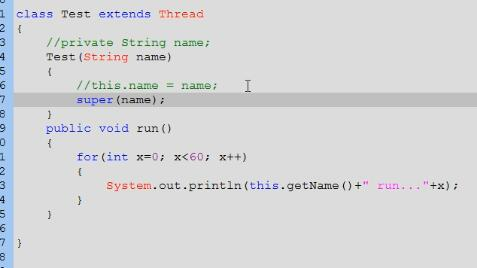 1 class Test extends Thread
2 {
3 //private String name;
4 Test(String name)
5 {
6 //this.name = name;
7 super(name);
8 }
9 public void run()
0 {
1 for(int x=0; x<60; x++)
2 {
3 System.out.println(this.getName()+" run..."+x);
4 }
5 }
6
7 }
8